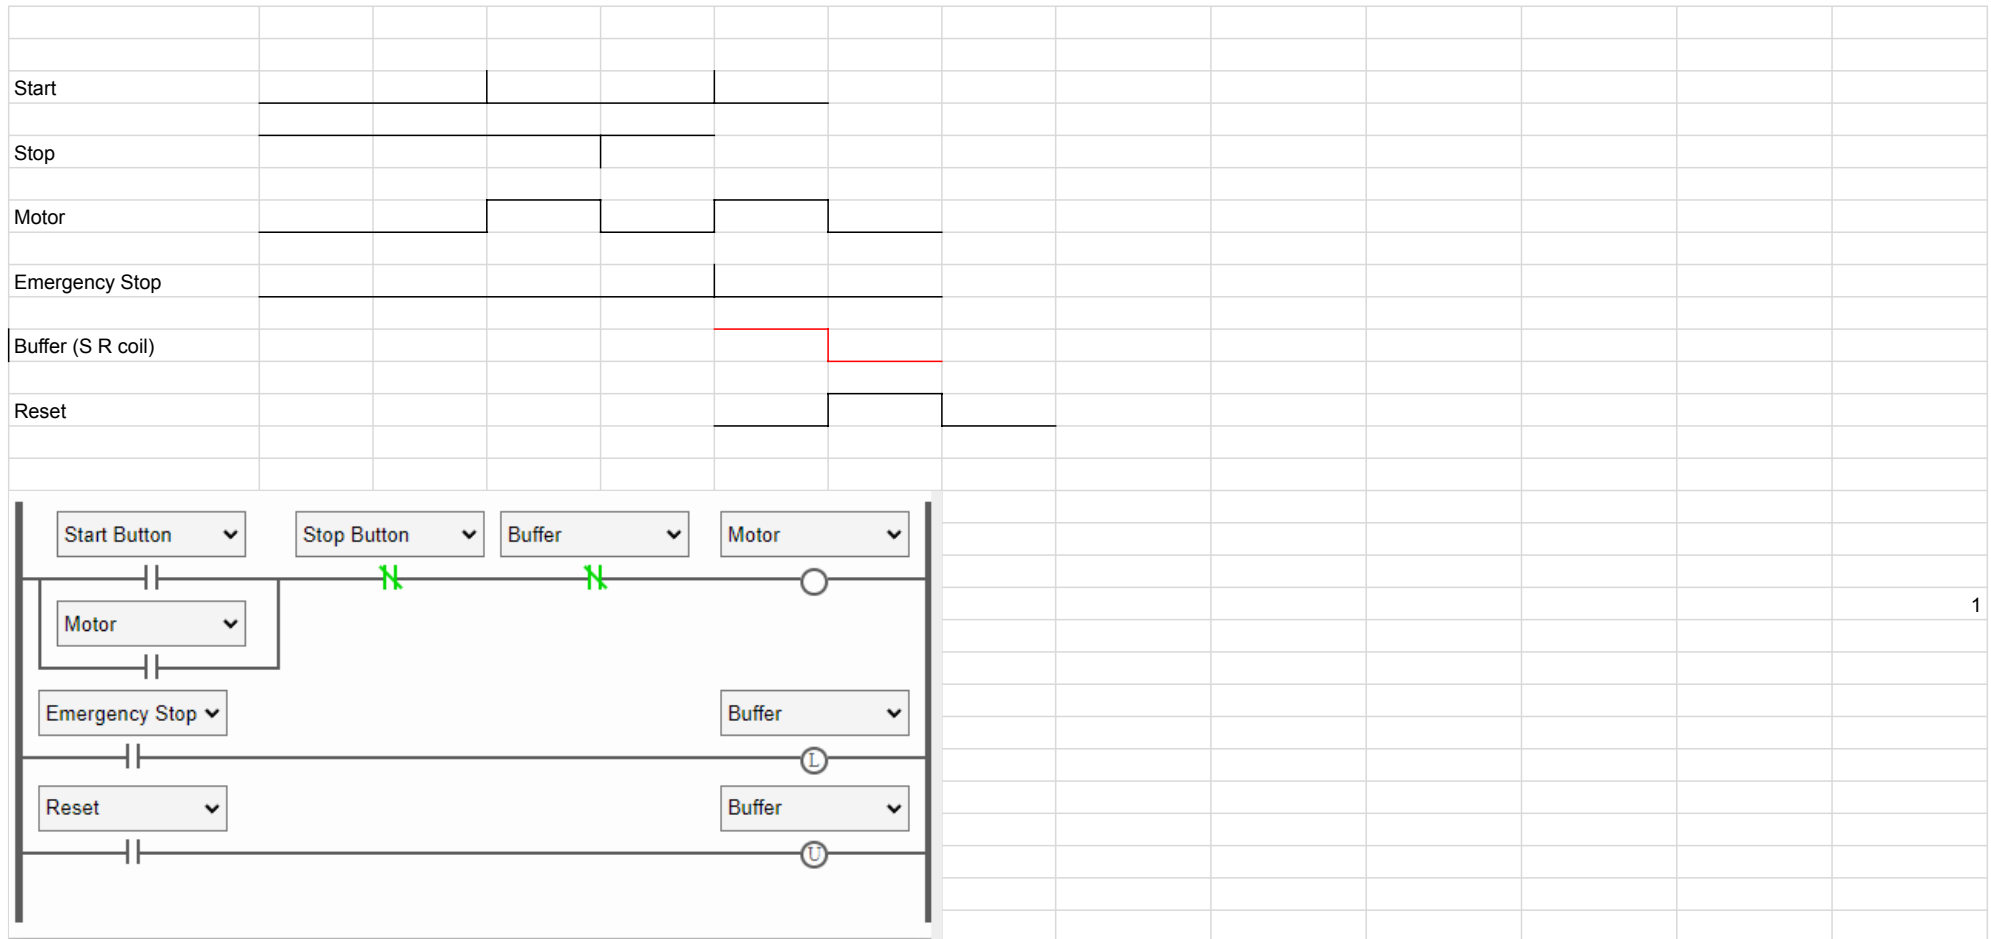 Start
Stop
Motor
Emergency Stop
Buffer (S R coil)
Reset
Start Button Stop Button Buffer Motor
1
Motor
Emergency Stop Buffer
L
Reset Buffer
U